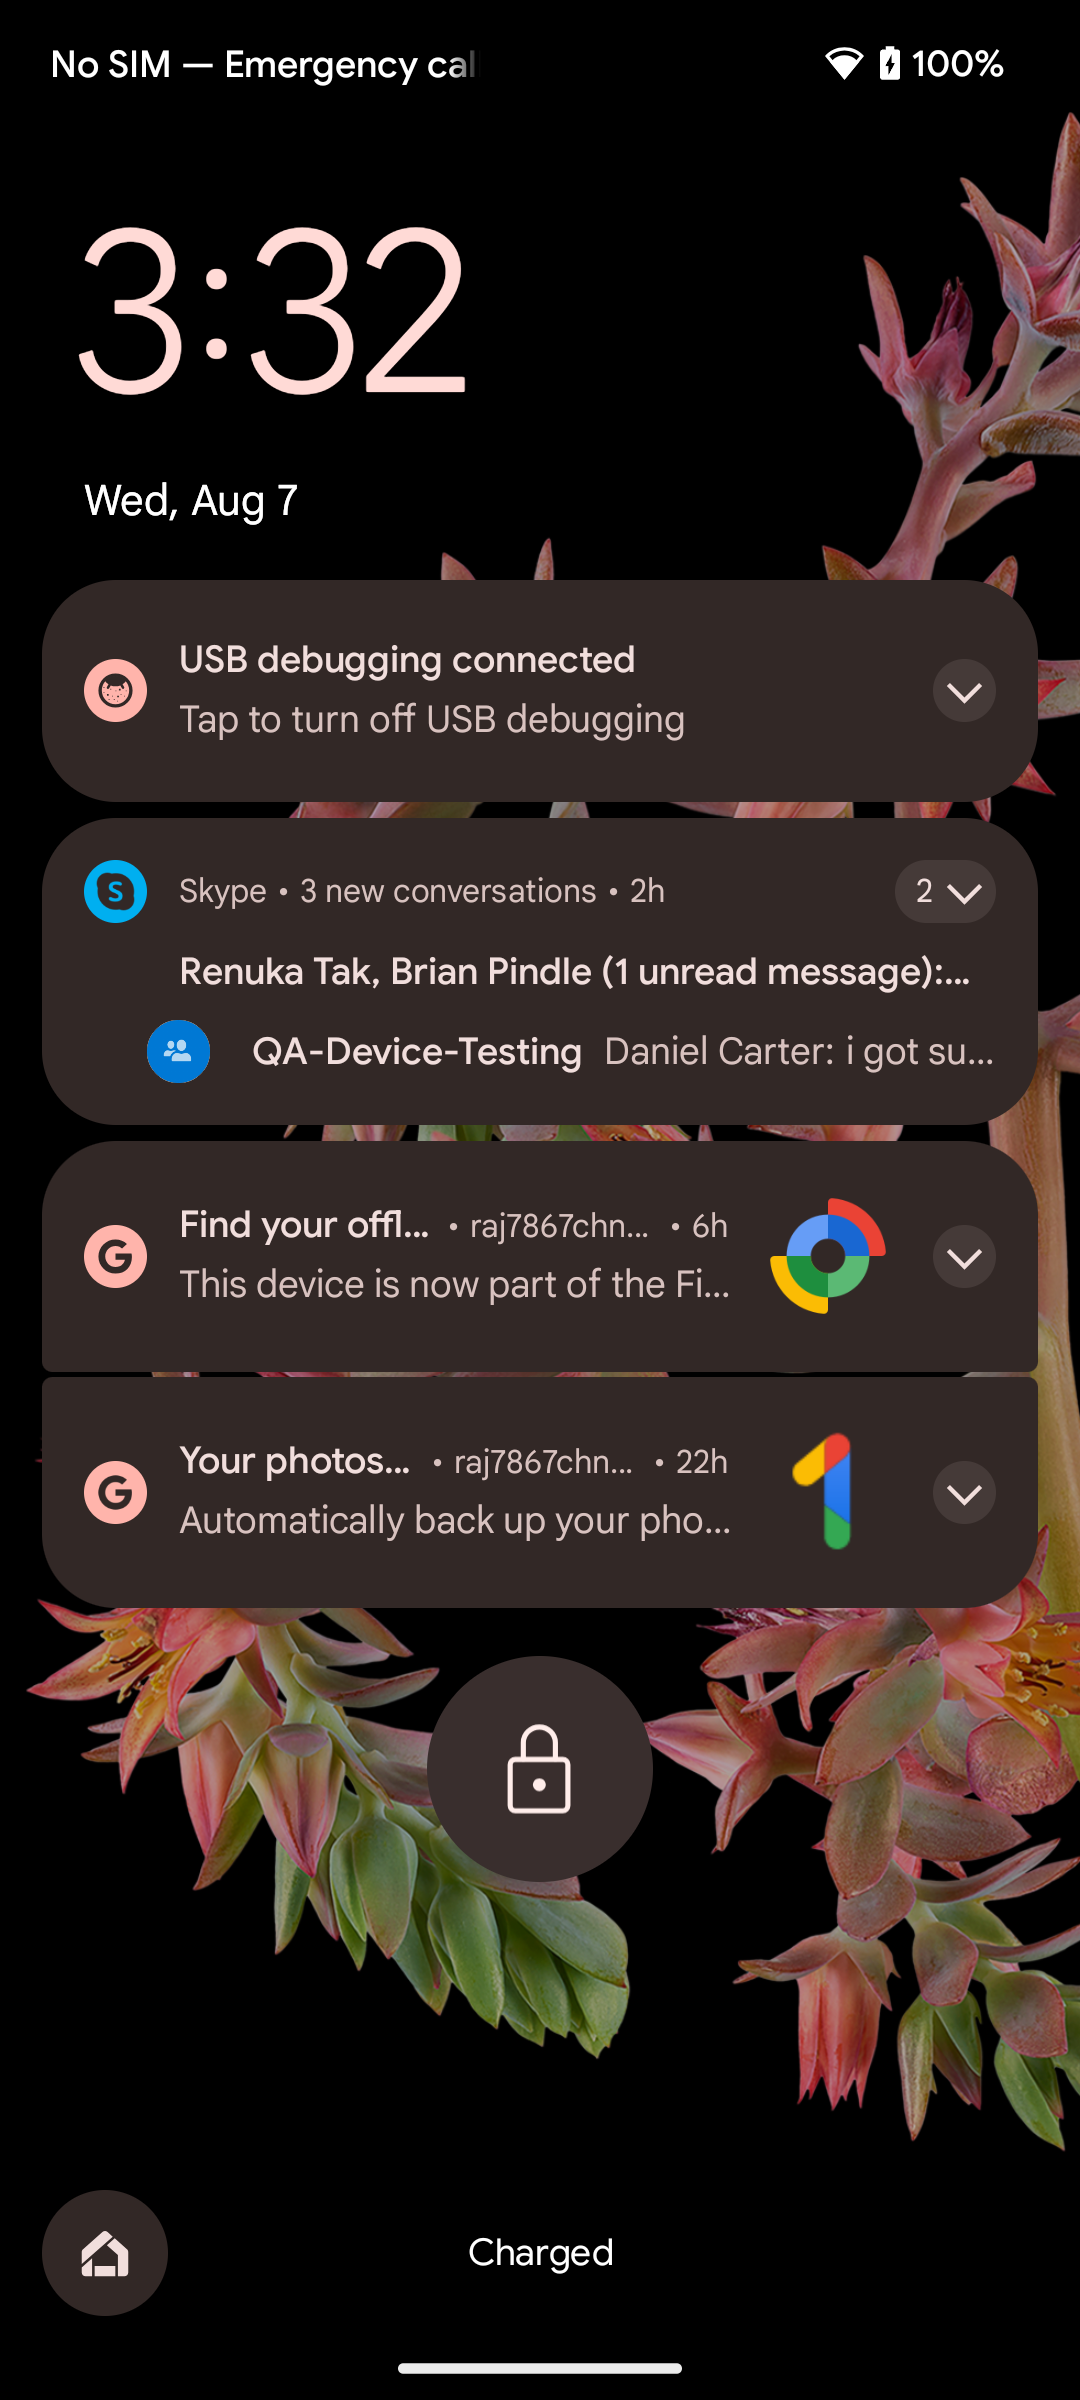 No SIM — Emergency cal
100%
3:32
Wed, Aug 7
USB debugging connected
Tap to turn off USB debugging
Skype • 3 new conversations • 2h
2
Renuka Tak, Brian Pindle (1 unread message):...
QA-Device-Testing Daniel Carter: i got su...
Find your offl... • raj7867chn... • 6h
This device is now part of the Fi...
Your photos... • raj7867chn... • 22h
Automatically back up your pho...
Charged